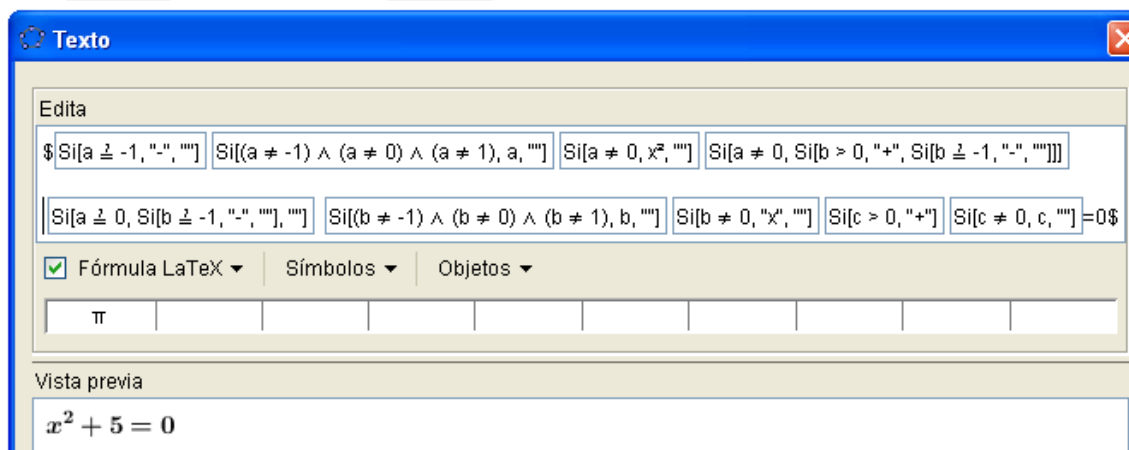 Texto
Edita
$ Si[a ≟ -1, "-", ""] Si[(a ≠ -1) ∧ (a ≠ 0) ∧ (a ≠ 1), a, ""] Si[a ≠ 0, x², ""] Si[a ≠ 0, Si[b > 0, "+", Si[b ≟ -1, "-", ""]]]
Si[a ≟ 0, Si[b ≟ -1, "-", ""], ""] Si[(b ≠ -1) ∧ (b ≠ 0) ∧ (b ≠ 1), b, ""] Si[b ≠ 0, "x", ""] Si[c > 0, "+"] Si[c ≠ 0, c, ""] =0$
Fórmula LaTeX Símbolos Objetos
π
Vista previa
x² + 5 = 0